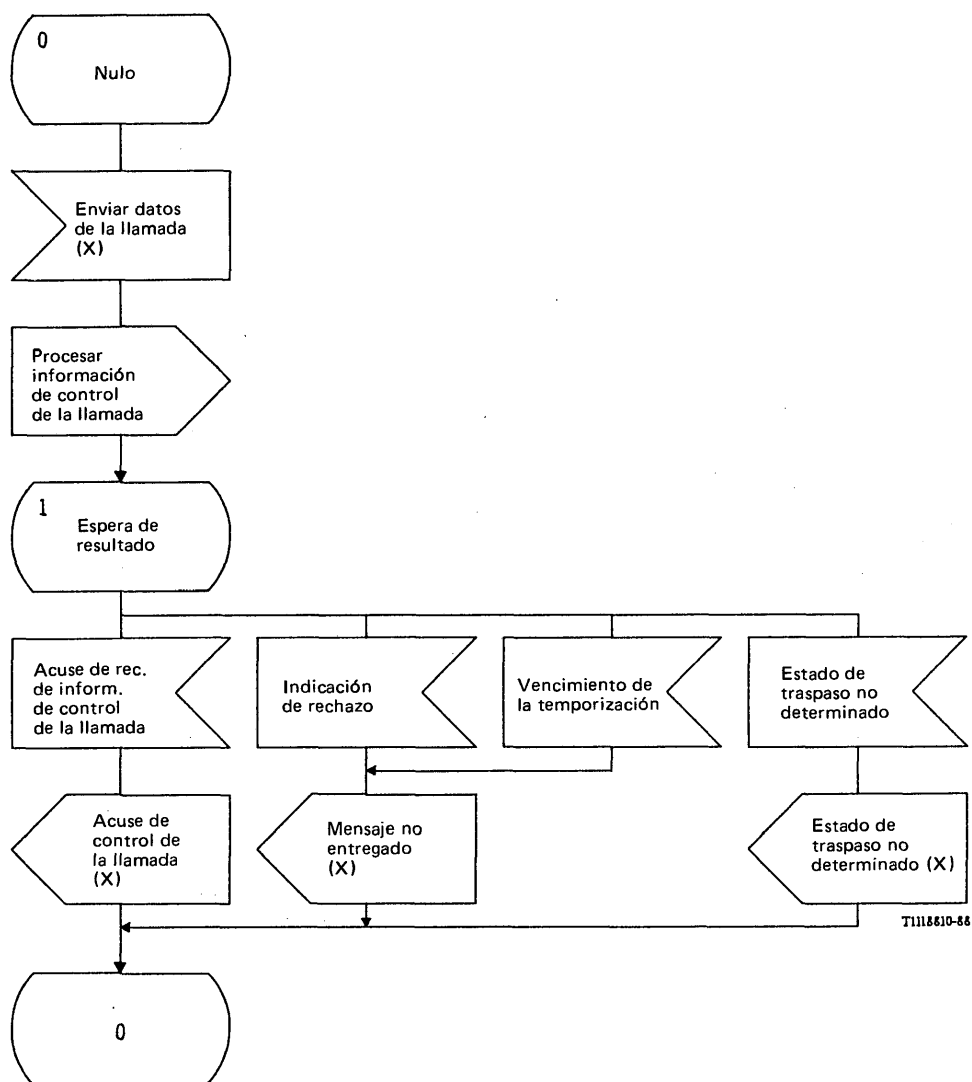 0
Nulo
Enviar datos
de la llamada
(X)
Procesar
información
de control
de la llamada
1
Espera de
resultado
Acuse de rec.
de inform.
de control
de la llamada
Indicación
de rechazo
Vencimiento de
la temporización
Estado de
traspaso no
determinado
Acuse de
control de
la llamada
(X)
Mensaje no
entregado
(X)
Estado de
traspaso no
determinado (X)
T1118810-88
0